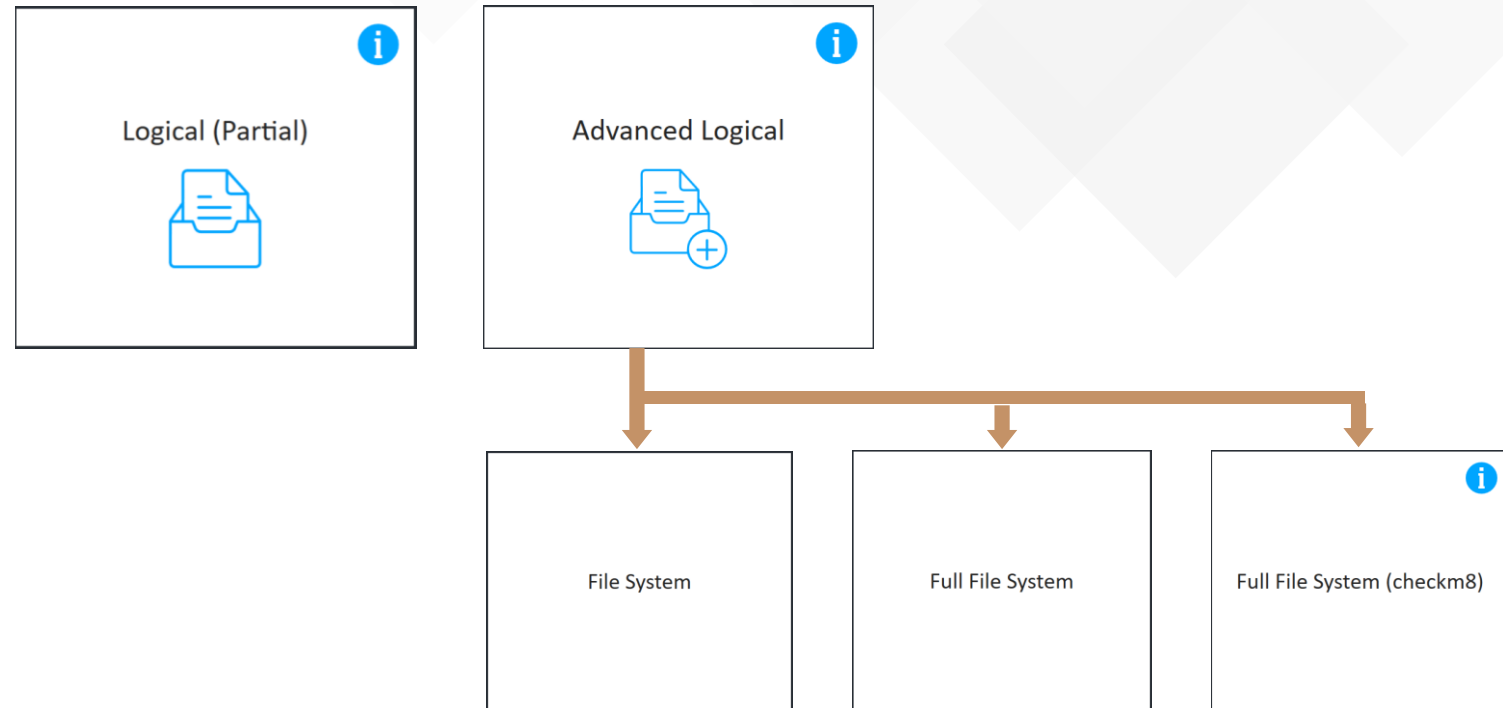 i
i
Logical (Partial)
Advanced Logical
i
File System
Full File System
Full File System (checkm8)